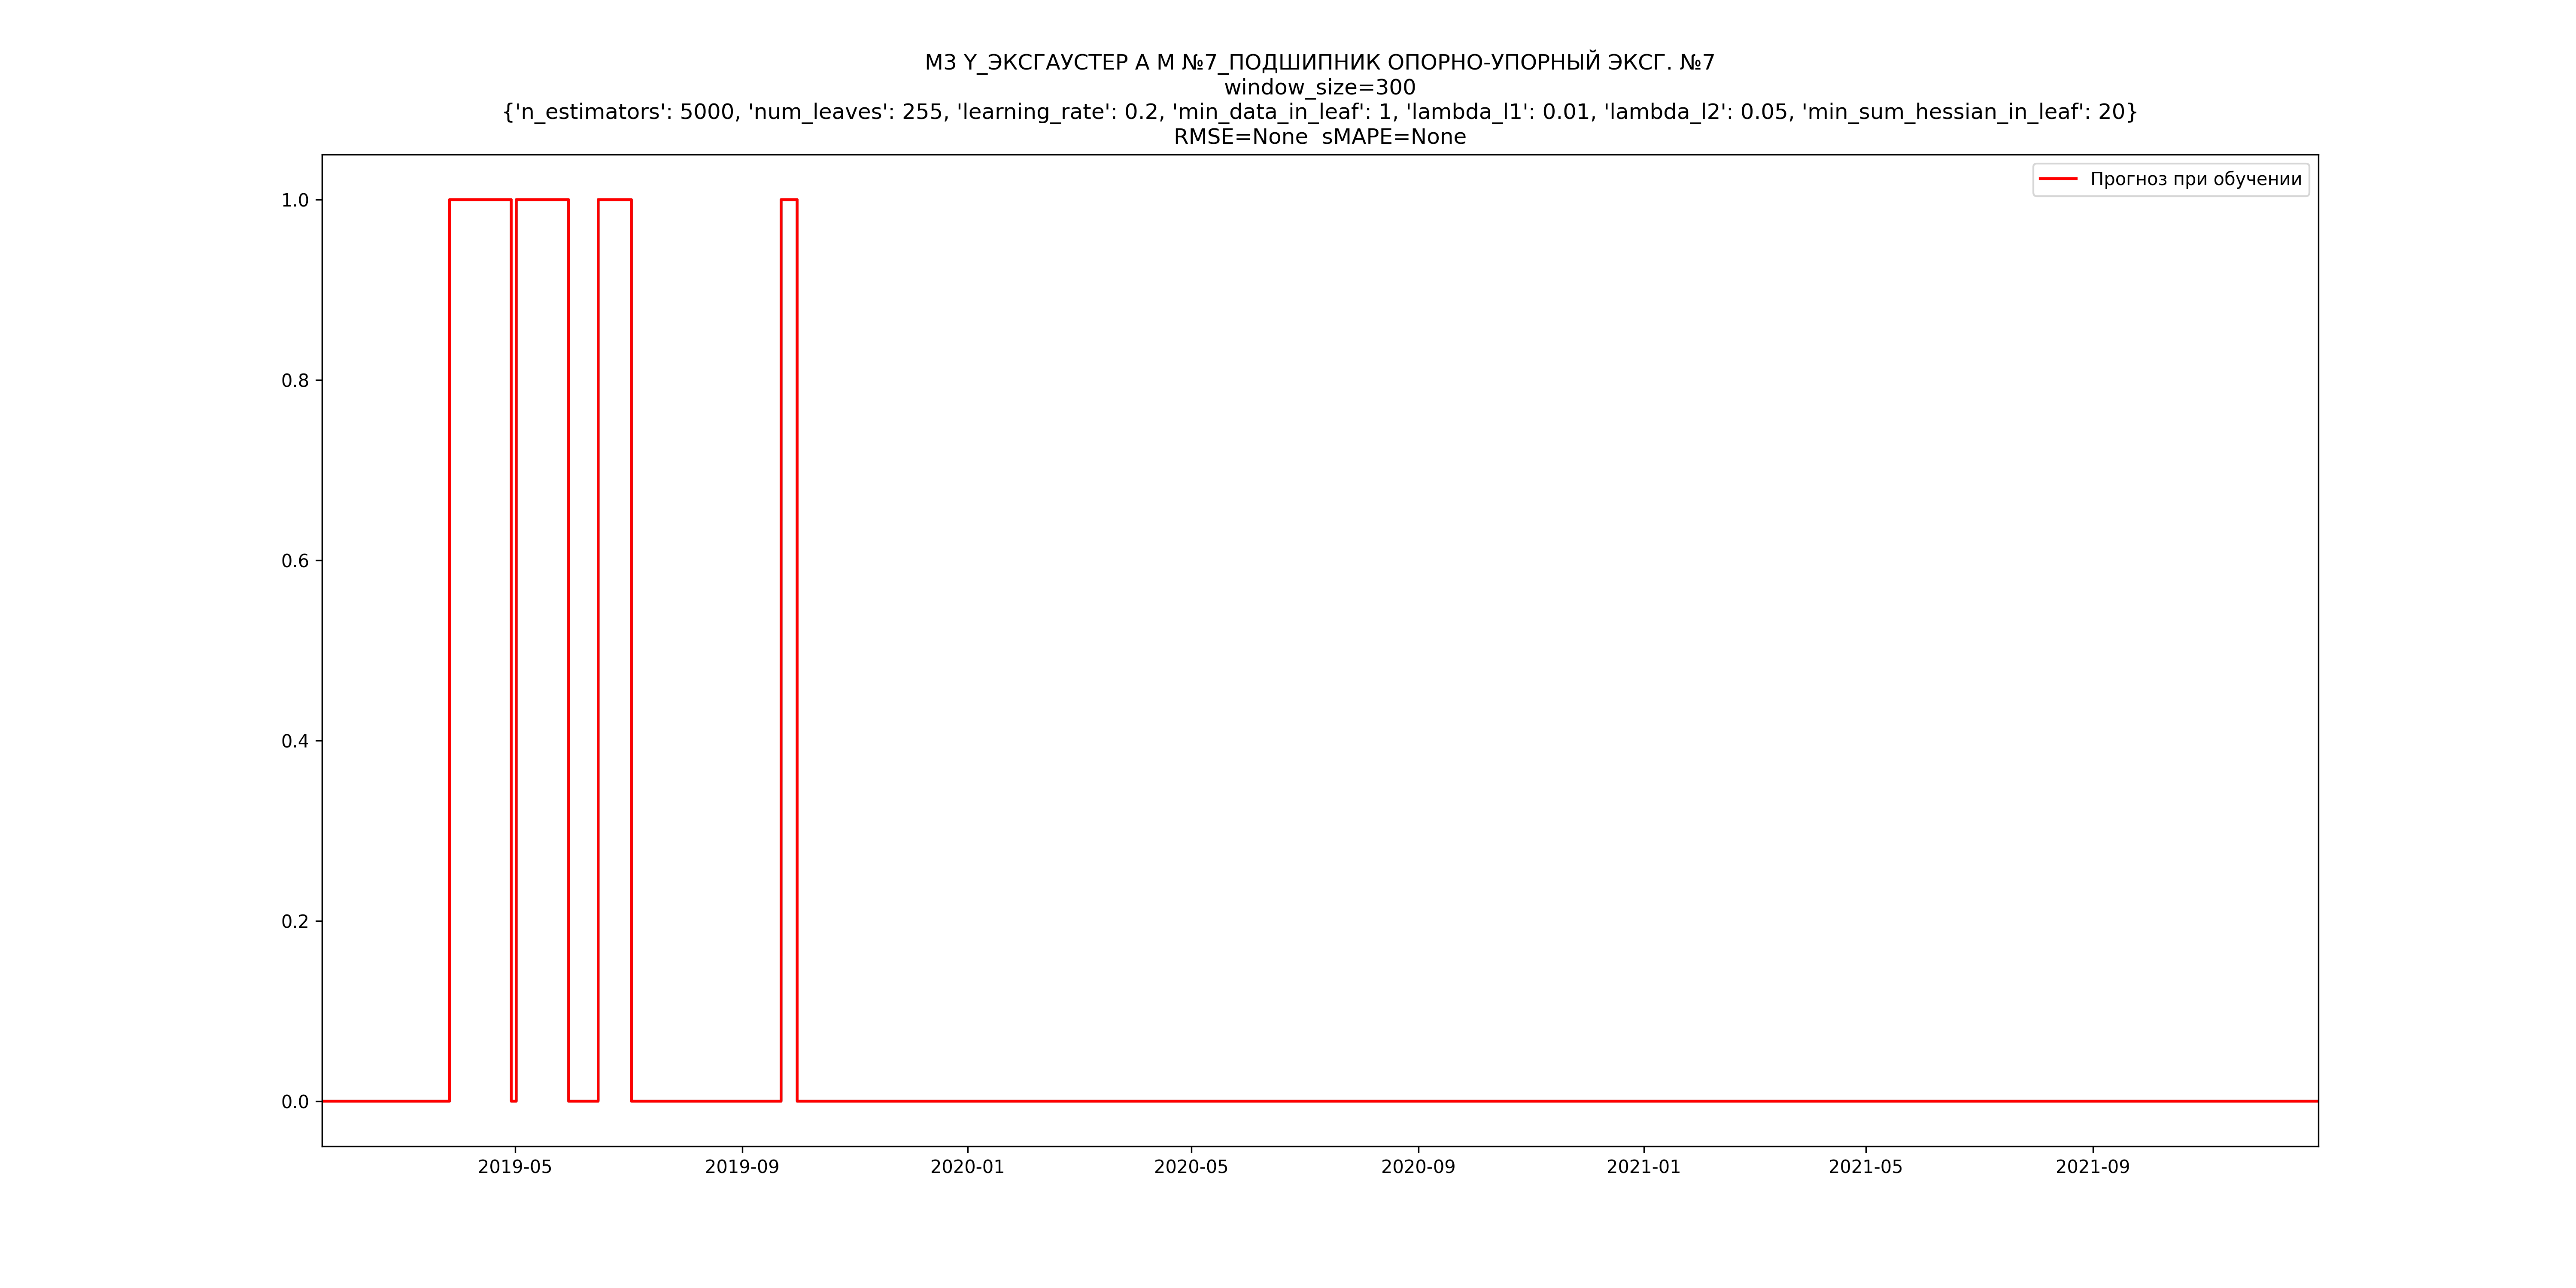 М3 Y_ЭКСГАУСТЕР А М №7_ПОДШИПНИК ОПОРНО-УПОРНЫЙ ЭКСГ. №7
window_size=300
{'n_estimators': 5000, 'num_leaves': 255, 'learning_rate': 0.2, 'min_data_in_leaf': 1, 'lambda_l1': 0.01, 'lambda_l2': 0.05, 'min_sum_hessian_in_leaf': 20}
RMSE=None  sMAPE=None
Прогноз при обучении
1.0
0.8
0.6
0.4
0.2
0.0
2019-05
2019-09
2020-01
2020-05
2020-09
2021-01
2021-05
2021-09